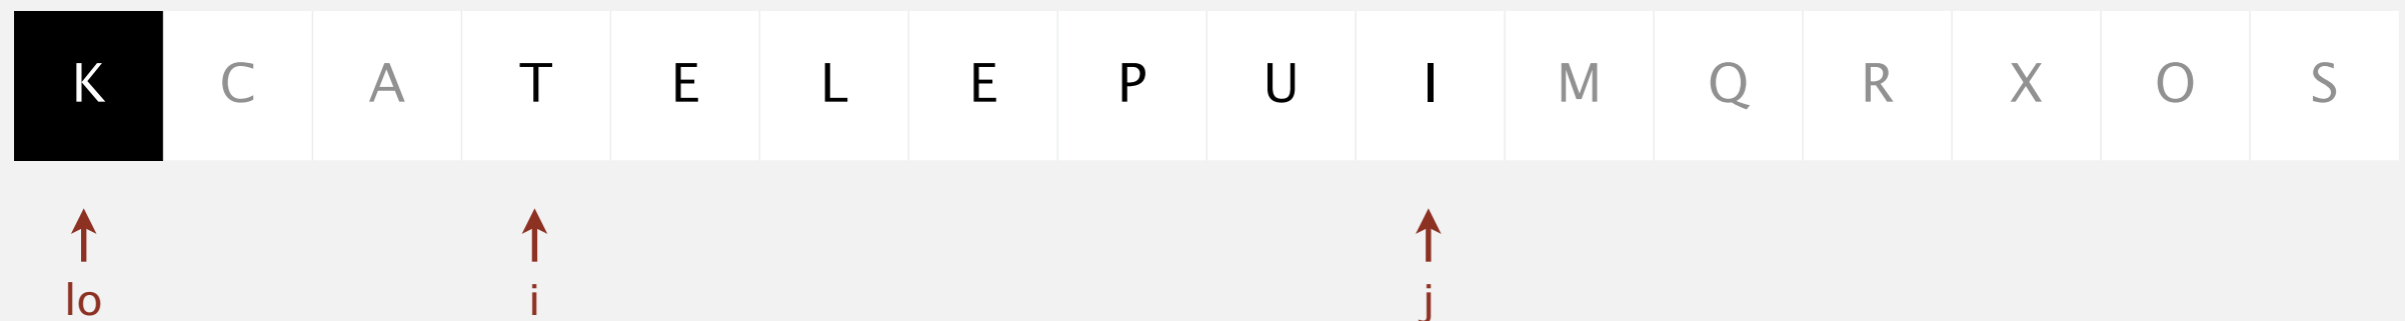 K C A T E L E P U I M Q R X O S
lo i j